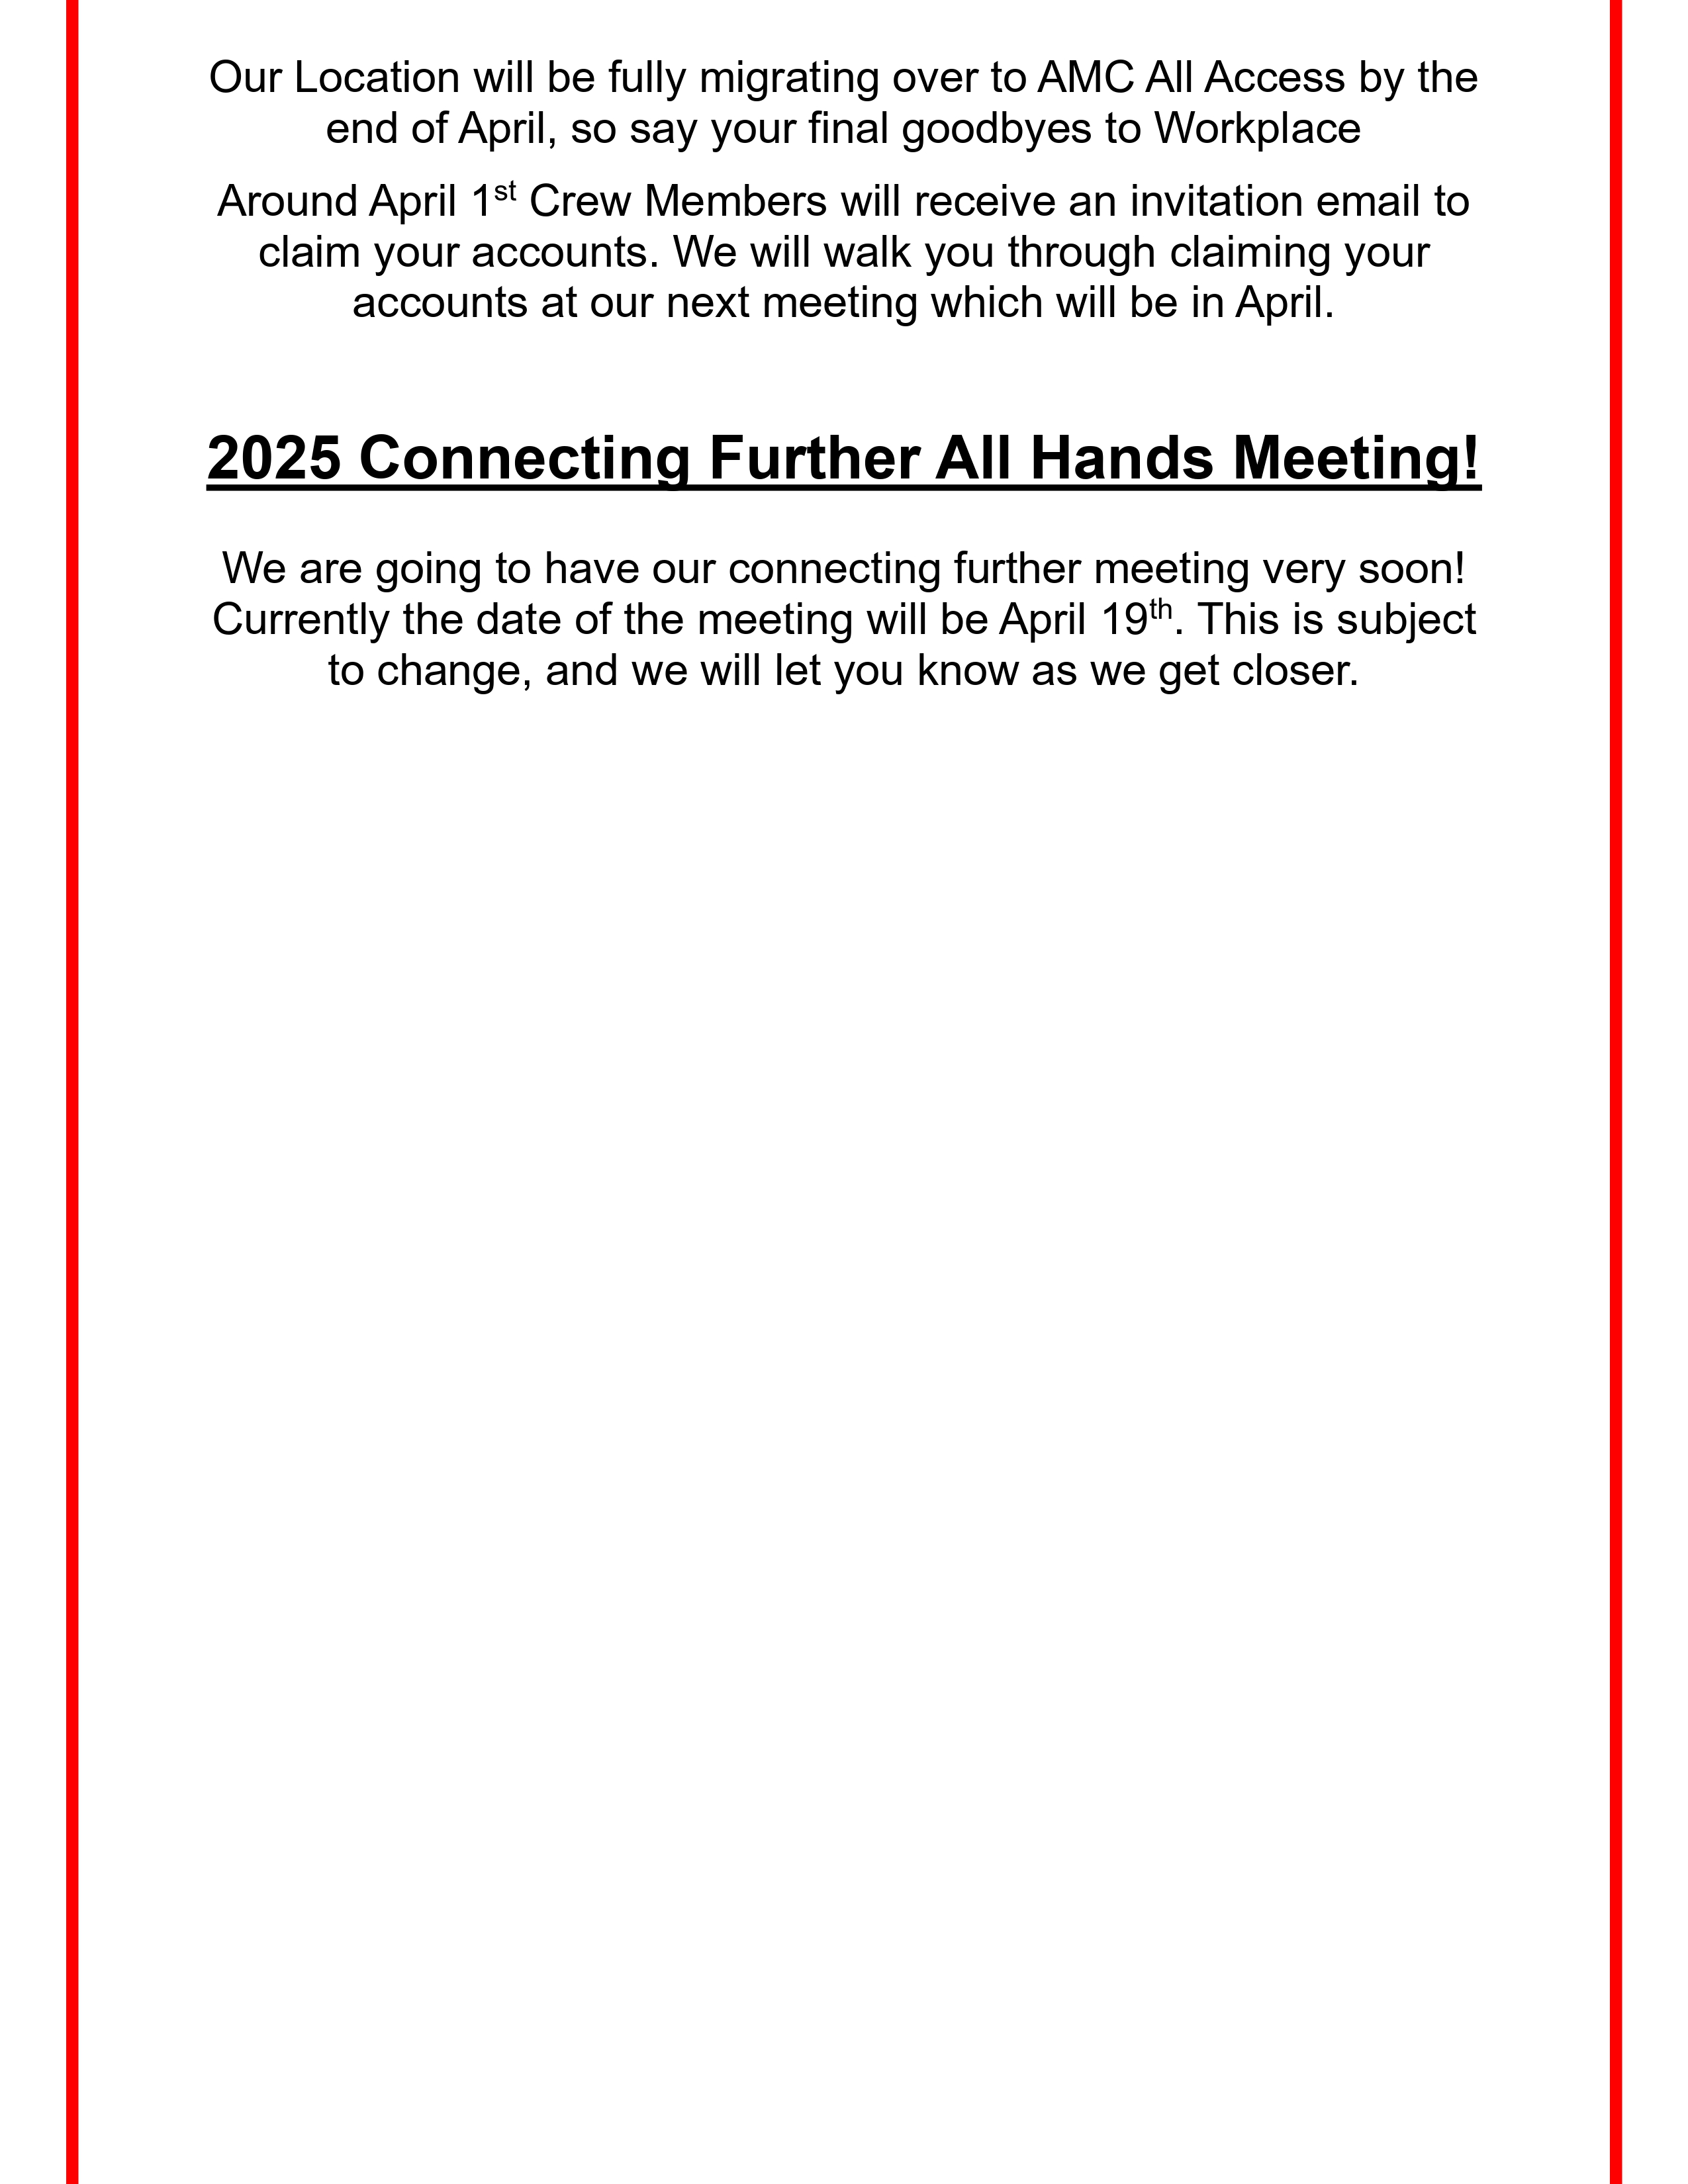 Our Location will be fully migrating over to AMC All Access by the
end of April, so say your final goodbyes to Workplace
Around April 1st Crew Members will receive an invitation email to
claim your accounts. We will walk you through claiming your
accounts at our next meeting which will be in April.
2025 Connecting Further All Hands Meeting!
We are going to have our connecting further meeting very soon!
Currently the date of the meeting will be April 19th. This is subject
to change, and we will let you know as we get closer.